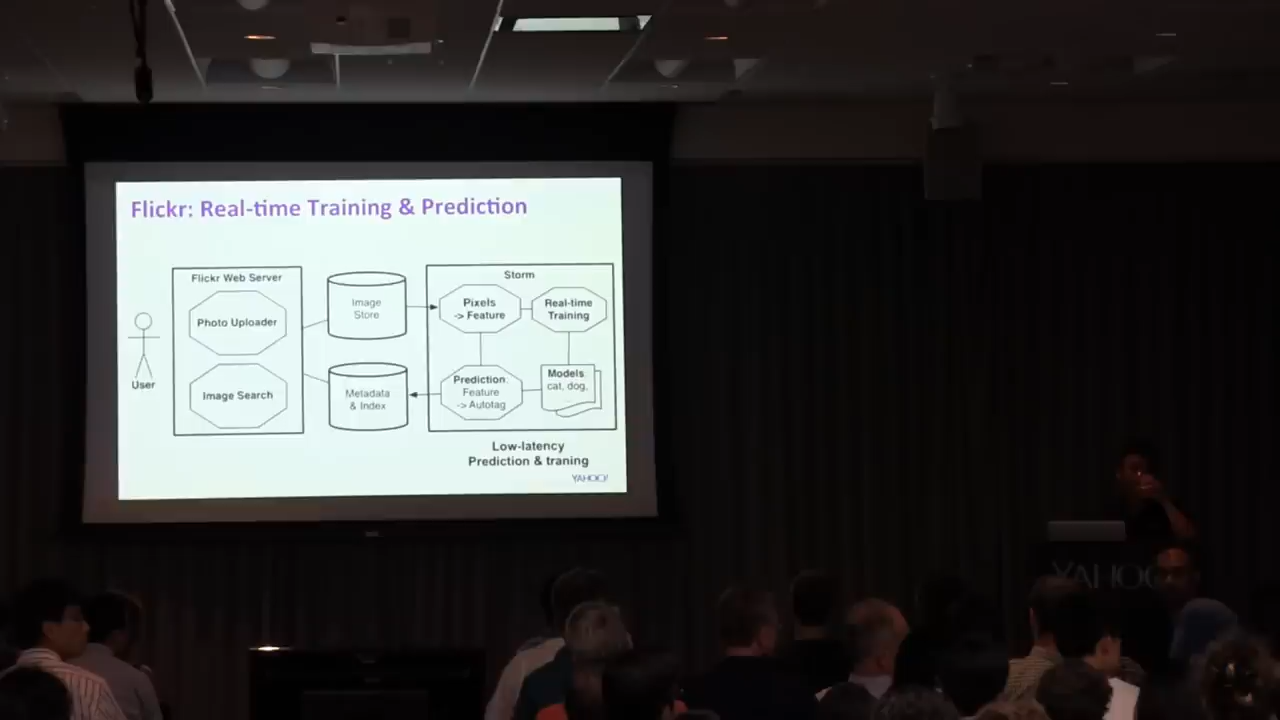 Flickr: Real-time Training & Prediction
Flickr Web Server
Photo Uploader
Image Search
User
Image
Store
Metadata
& Index
Storm
Pixels
-> Feature
Real-time
Training
Prediction:
Feature
-> Autotag
Models
cat, dog,
Low-latency
Prediction & traning
YAHOO!
YAHOO